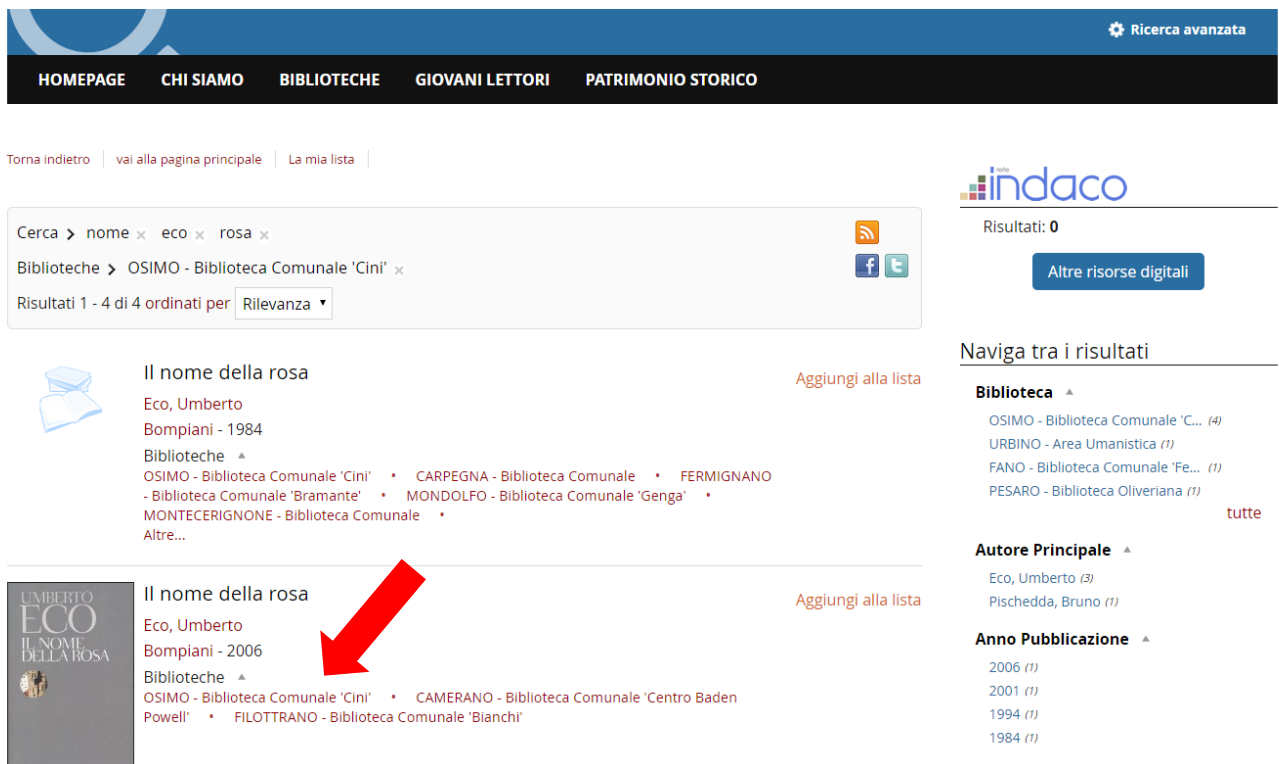 Ricerca avanzata
HOMEPAGE CHI SIAMO BIBLIOTECHE GIOVANI LETTORI PATRIMONIO STORICO
Torna indietro vai alla pagina principale La mia lista
Cerca > nome x eco x rosa x
Biblioteche > OSIMO - Biblioteca Comunale 'Cini' x
Risultati 1 - 4 di 4 ordinati per Rilevanza
Il nome della rosa
Aggiungi alla lista
Eco, Umberto
Bompiani - 1984
Biblioteche
OSIMO - Biblioteca Comunale 'Cini' • CARPEGNA - Biblioteca Comunale • FERMIGNANO
- Biblioteca Comunale 'Bramante' • MONDOLFO - Biblioteca Comunale 'Genga' •
MONTECERIGNONE - Biblioteca Comunale •
Altre...
UMBERTO
ECO
IL NOME
DELLA ROSA
Il nome della rosa
Aggiungi alla lista
Eco, Umberto
Bompiani - 2006
Biblioteche
OSIMO - Biblioteca Comunale 'Cini' • CAMERANO - Biblioteca Comunale 'Centro Baden
Powell' • FILOTTRANO - Biblioteca Comunale 'Bianchi'
rete
indaco
Risultati: 0
Altre risorse digitali
Naviga tra i risultati
Biblioteca
OSIMO - Biblioteca Comunale 'C... (4)
URBINO - Area Umanistica (1)
FANO - Biblioteca Comunale 'Fe... (1)
PESARO - Biblioteca Oliveriana (1)
tutte
Autore Principale
Eco, Umberto (3)
Pischedda, Bruno (1)
Anno Pubblicazione
2006 (1)
2001 (1)
1994 (1)
1984 (1)